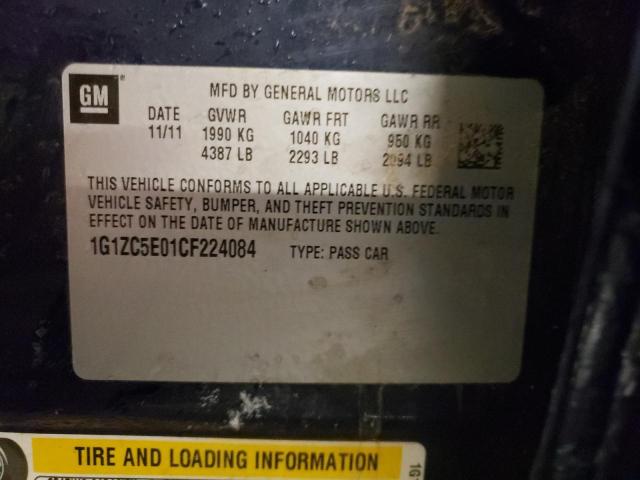 GM
MFD BY GENERAL MOTORS LLC
DATE GVWR GAWR FRT GAWR RR
11/11 1990 KG 1040 KG 950 KG
4387 LB 2293 LB 2094 LB
THIS VEHICLE CONFORMS TO ALL APPLICABLE U.S. FEDERAL MOTOR
VEHICLE SAFETY, BUMPER, AND THEFT PREVENTION STANDARDS IN
EFFECT ON THE DATE OF MANUFACTURE SHOWN ABOVE.
1G1ZC5E01CF224084 TYPE: PASS CAR
TIRE AND LOADING INFORMATION
1G